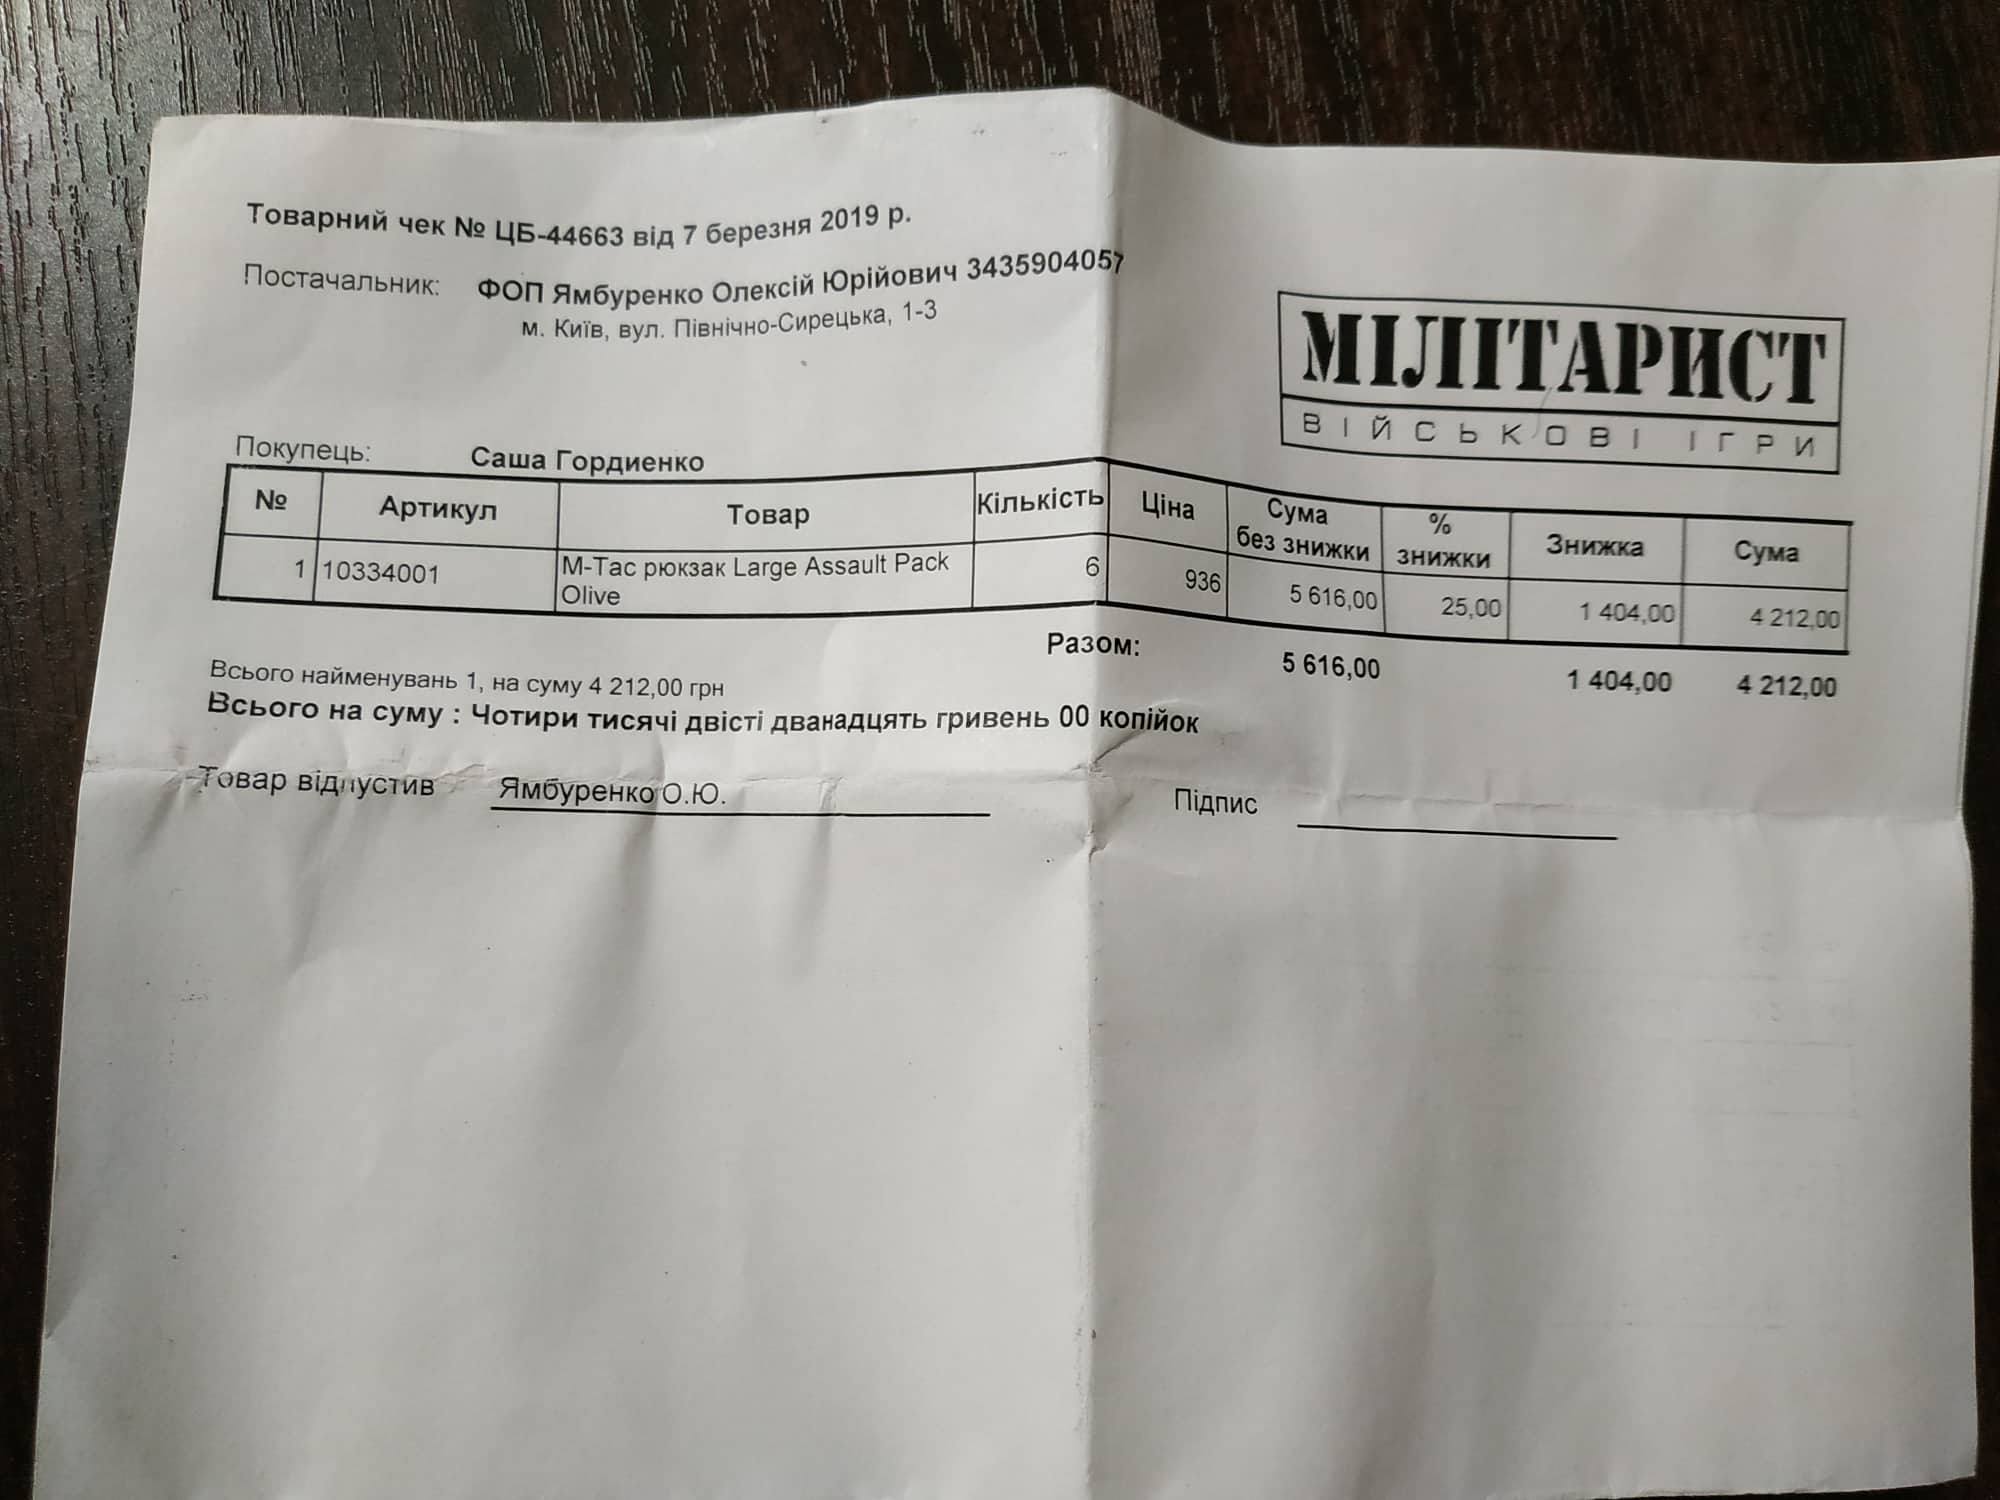 Товарний чек № ЦБ-44663 від 7 березня 2019 р.
Постачальник: ФОП Ямбуренко Олексій Юрійович 3435904057
м. Київ, вул. Північно-Сирецька, 1-3
МІЛІТАРИСТ
ВІЙСЬКОВІ ІГРИ
Покупець: Саша Гордиенко
№ Артикул Товар Кількість Ціна Сума без знижки % знижки Знижка Сума
1 10334001 М-Тас рюкзак Large Assault Pack Olive 6 936 5 616,00 25,00 1 404,00 4 212,00
Разом: 5 616,00 1 404,00 4 212,00
Всього найменувань 1, на суму 4 212,00 грн
Всього на суму : Чотири тисячі двісті дванадцять гривень 00 копійок
Товар відпустив Ямбуренко О.Ю. Підпис